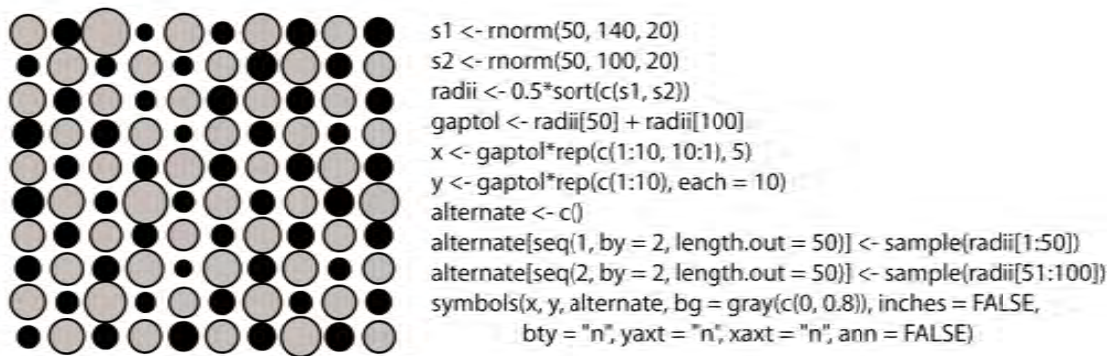 s1 <- rnorm(50, 140, 20)
s2 <- rnorm(50, 100, 20)
radii <- 0.5*sort(c(s1, s2))
gaptol <- radii[50] + radii[100]
x <- gaptol*rep(c(1:10, 10:1), 5)
y <- gaptol*rep(c(1:10), each = 10)
alternate <- c()
alternate[seq(1, by = 2, length.out = 50)] <- sample(radii[1:50])
alternate[seq(2, by = 2, length.out = 50)] <- sample(radii[51:100])
symbols(x, y, alternate, bg = gray(c(0, 0.8)), inches = FALSE,
bty = "n", yaxt = "n", xaxt = "n", ann = FALSE)